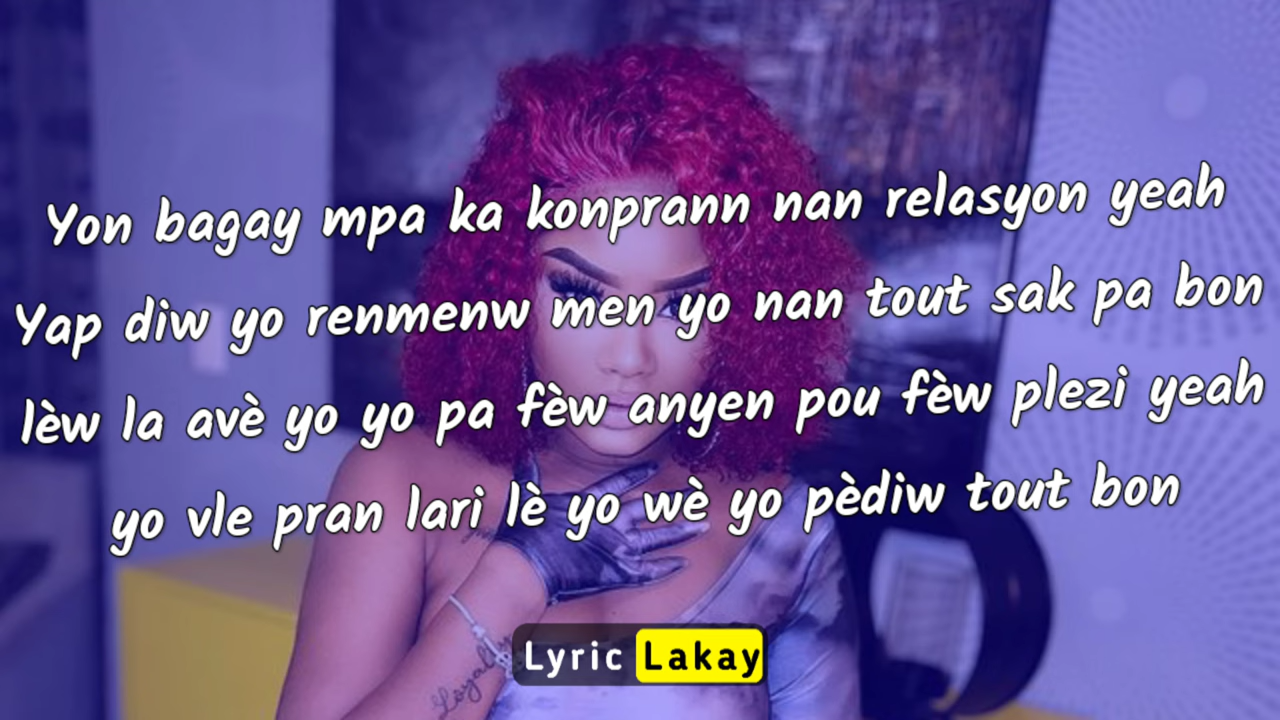 Yon bagay mpa ka konprann nan relasyon yeah
Yap diw yo renmenw men yo nan tout sak pa bon
lèw la avè yo yo pa fèw anyen pou fèw plezi yeah
yo vle pran lari lè yo wè yo pèdiw tout bon
Lyric Lakay
Loyal